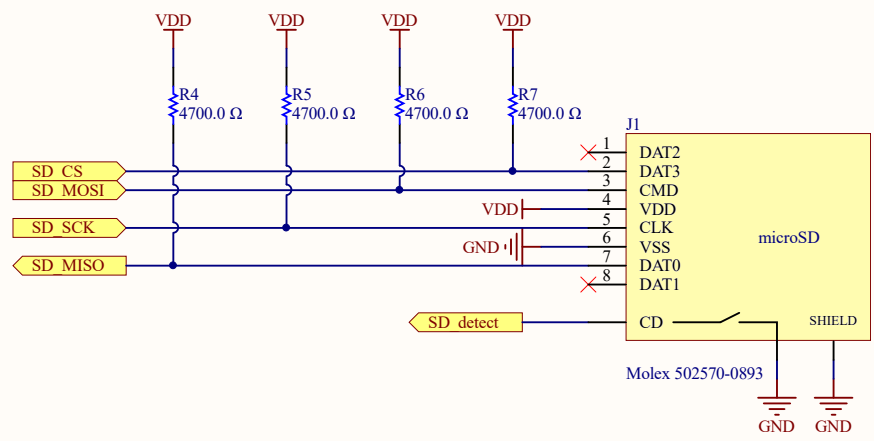 VDD VDD VDD VDD
R4 R5 R6 R7
4700.0 Ω 4700.0 Ω 4700.0 Ω 4700.0 Ω
J1
1 DAT2
SD_CS 2 DAT3
SD_MOSI 3 CMD
VDD 4 VDD
SD_SCK 5 CLK
microSD
GND 6 VSS
SD_MISO 7 DAT0
8 DAT1
SD_detect CD SHIELD
Molex 502570-0893
GND GND